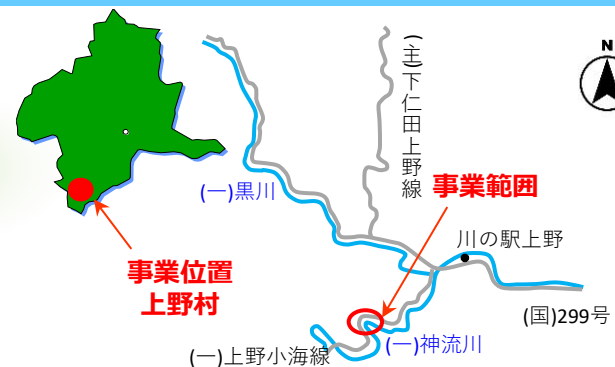 N
(主)下仁田上野線
(一)黒川
事業範囲
川の駅上野
事業位置
上野村
(国)299号
(一)神流川
(一)上野小海線